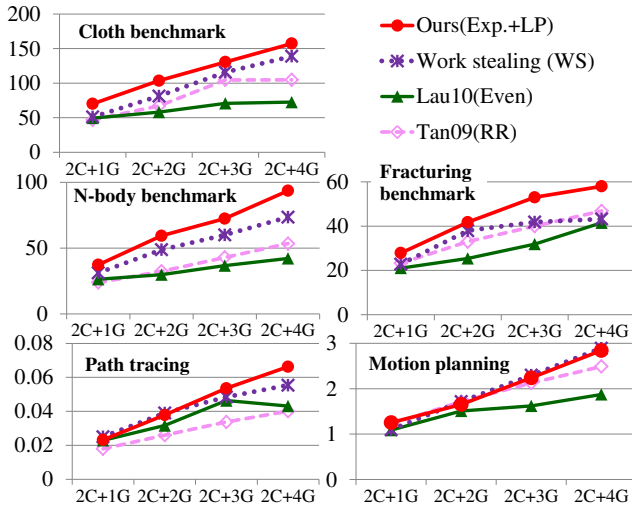 200
150
100
50
0
Cloth benchmark
2C+1G 2C+2G 2C+3G 2C+4G
Ours(Exp.+LP)
Work stealing (WS)
Lau10(Even)
Tan09(RR)
100
50
0
N-body benchmark
2C+1G 2C+2G 2C+3G 2C+4G
60
40
20
0
Fracturing
benchmark
2C+1G 2C+2G 2C+3G 2C+4G
0.08
0.06
0.04
0.02
0
Path tracing
2C+1G 2C+2G 2C+3G 2C+4G
3
2
1
0
Motion planning
2C+1G 2C+2G 2C+3G 2C+4G